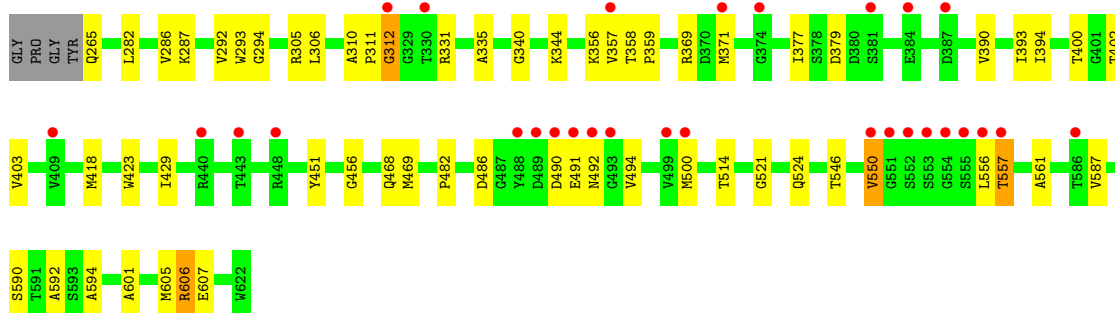 GLY PRO GLY TYR Q265 L282 V286 K287 V292 W293 G294 R305 L306 A310 P311 G312 G329 T330 R331 A335 G340 K344 K356 V357 T358 P359 R369 D370 M371 G374 I377 S378 D379 D380 S381 E384 D387 V390 I393 I394 T400 G401 T402
V403 V409 M418 W423 I429 R440 T443 R448 Y451 G456 Q468 M469 P482 D486 G487 Y488 D489 D490 E491 N492 G493 V494 V499 M500 T514 G521 Q524 T546 V550 G551 S552 S553 G554 S555 L556 T557 A561 T586 V587
S590 T591 A592 S593 A594 A601 M605 R606 E607 W622